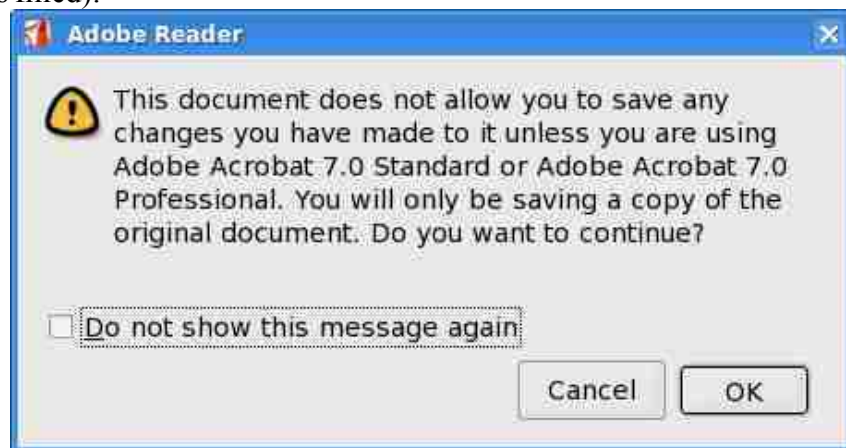 Adobe Reader
This document does not allow you to save any
changes you have made to it unless you are using
Adobe Acrobat 7.0 Standard or Adobe Acrobat 7.0
Professional. You will only be saving a copy of the
original document. Do you want to continue?
Do not show this message again
Cancel OK